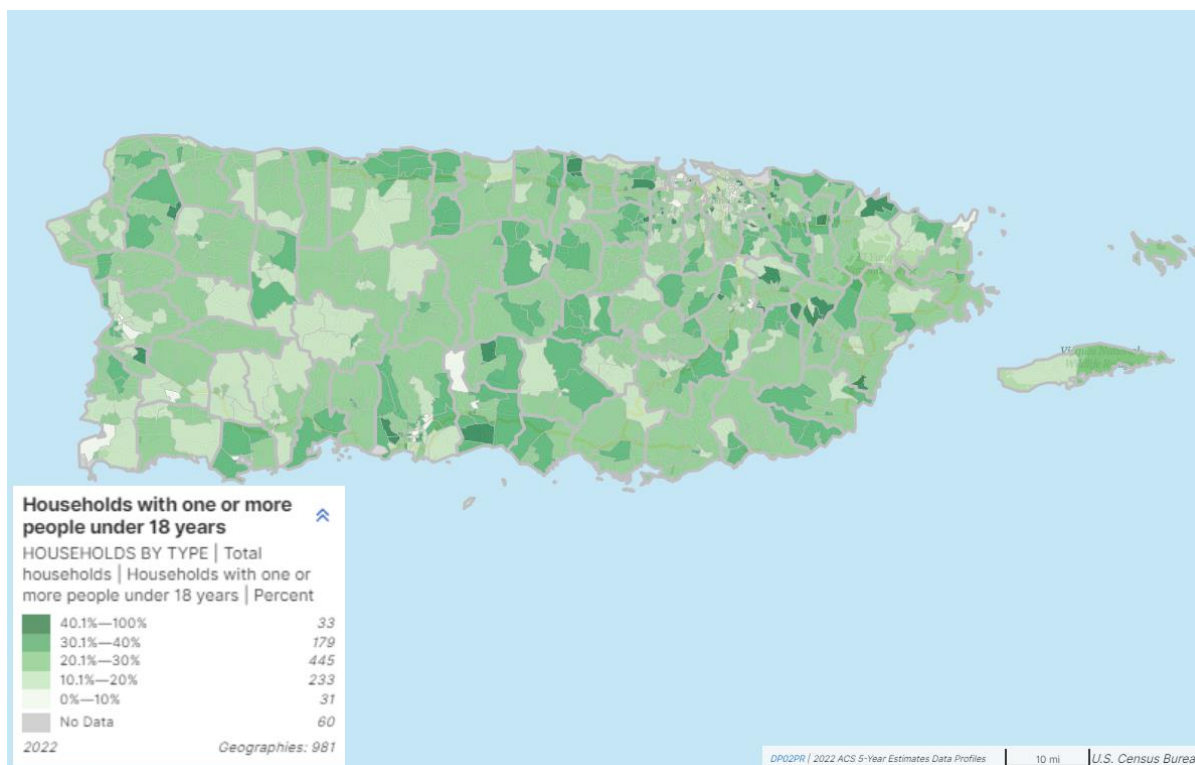 Households with one or more
people under 18 years
HOUSEHOLDS BY TYPE | Total
households | Households with one or
more people under 18 years | Percent
40.1%—100% 33
30.1%—40% 179
20.1%—30% 445
10.1%—20% 233
0%—10% 31
No Data 60
2022 Geographies: 981
DP02PR | 2022 ACS 5-Year Estimates Data Profiles 10 mi U.S. Census Burea